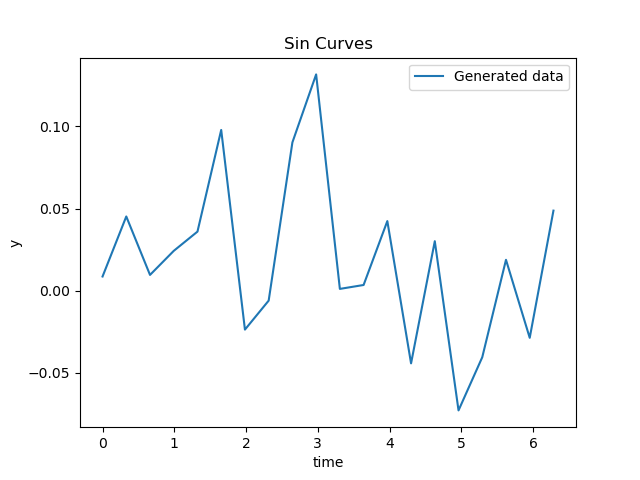 Sin Curves
Generated data
0.10
0.05
0.00
−0.05
y
0 1 2 3 4 5 6
time